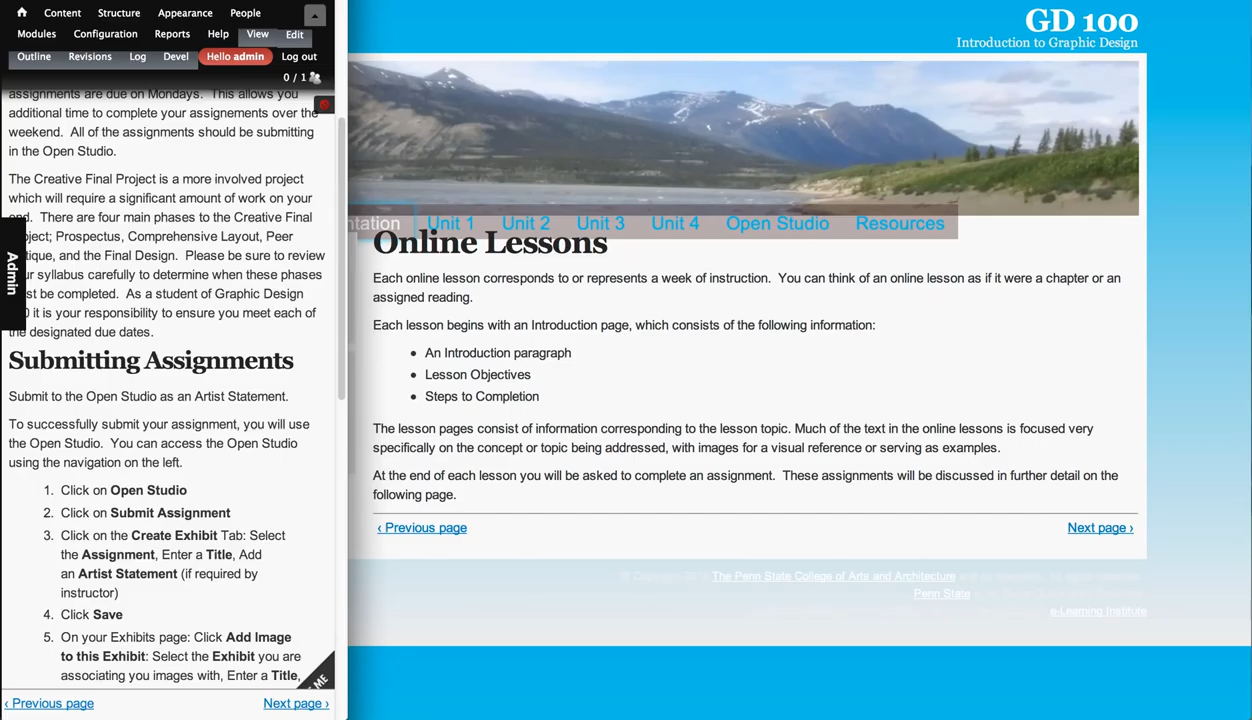 Content Structure Appearance People
Modules Configuration Reports Help View Edit
Outline Revisions Log Devel Hello admin Log out
0 / 1
assignments are due on Mondays. This allows you
additional time to complete your assignements over the
weekend. All of the assignments should be submitting
in the Open Studio.
The Creative Final Project is a more involved project
which will require a significant amount of work on your
end. There are four main phases to the Creative Final
oject; Prospectus, Comprehensive Layout, Peer
tique, and the Final Design. Please be sure to review
ur syllabus carefully to determine when these phases
st be completed. As a student of Graphic Design
0 it is your responsibility to ensure you meet each of
the designated due dates.
Admin
Submitting Assignments
Submit to the Open Studio as an Artist Statement.
To successfully submit your assignment, you will use
the Open Studio. You can access the Open Studio
using the navigation on the left.
1. Click on Open Studio
2. Click on Submit Assignment
3. Click on the Create Exhibit Tab: Select
the Assignment, Enter a Title, Add
an Artist Statement (if required by
instructor)
4. Click Save
5. On your Exhibits page: Click Add Image
to this Exhibit: Select the Exhibit you are
associating you images with, Enter a Title,
ME
‹ Previous page Next page ›
GD 100
Introduction to Graphic Design
ntation Unit 1 Unit 2 Unit 3 Unit 4 Open Studio Resources
Online Lessons
Each online lesson corresponds to or represents a week of instruction. You can think of an online lesson as if it were a chapter or an
assigned reading.
Each lesson begins with an Introduction page, which consists of the following information:
• An Introduction paragraph
• Lesson Objectives
• Steps to Completion
The lesson pages consist of information corresponding to the lesson topic. Much of the text in the online lessons is focused very
specifically on the concept or topic being addressed, with images for a visual reference or serving as examples.
At the end of each lesson you will be asked to complete an assignment. These assignments will be discussed in further detail on the
following page.
‹ Previous page Next page ›
The Penn State College of Arts and Architecture
Penn State
e-Learning Institute